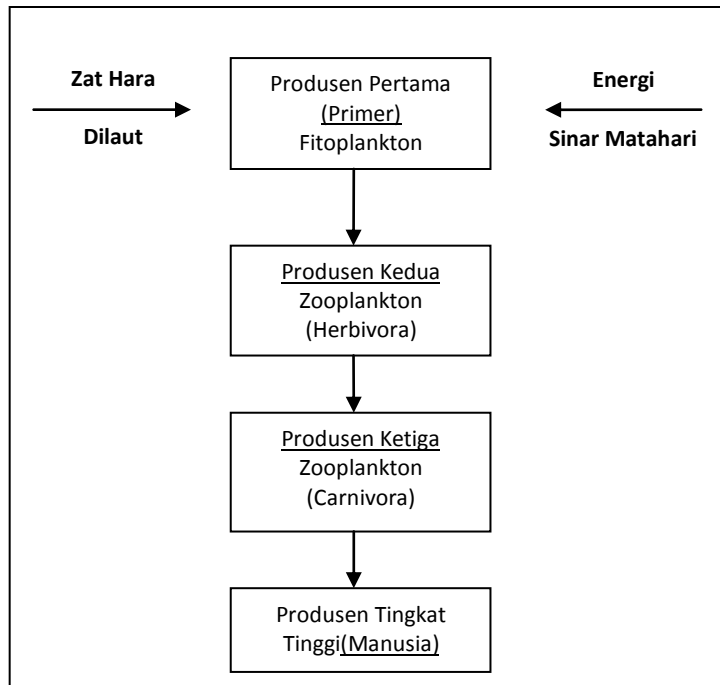 Zat Hara
Dilaut
Produsen Pertama
(Primer)
Fitoplankton
Energi
Sinar Matahari
Produsen Kedua
Zooplankton
(Herbivora)
Produsen Ketiga
Zooplankton
(Carnivora)
Produsen Tingkat
Tinggi(Manusia)